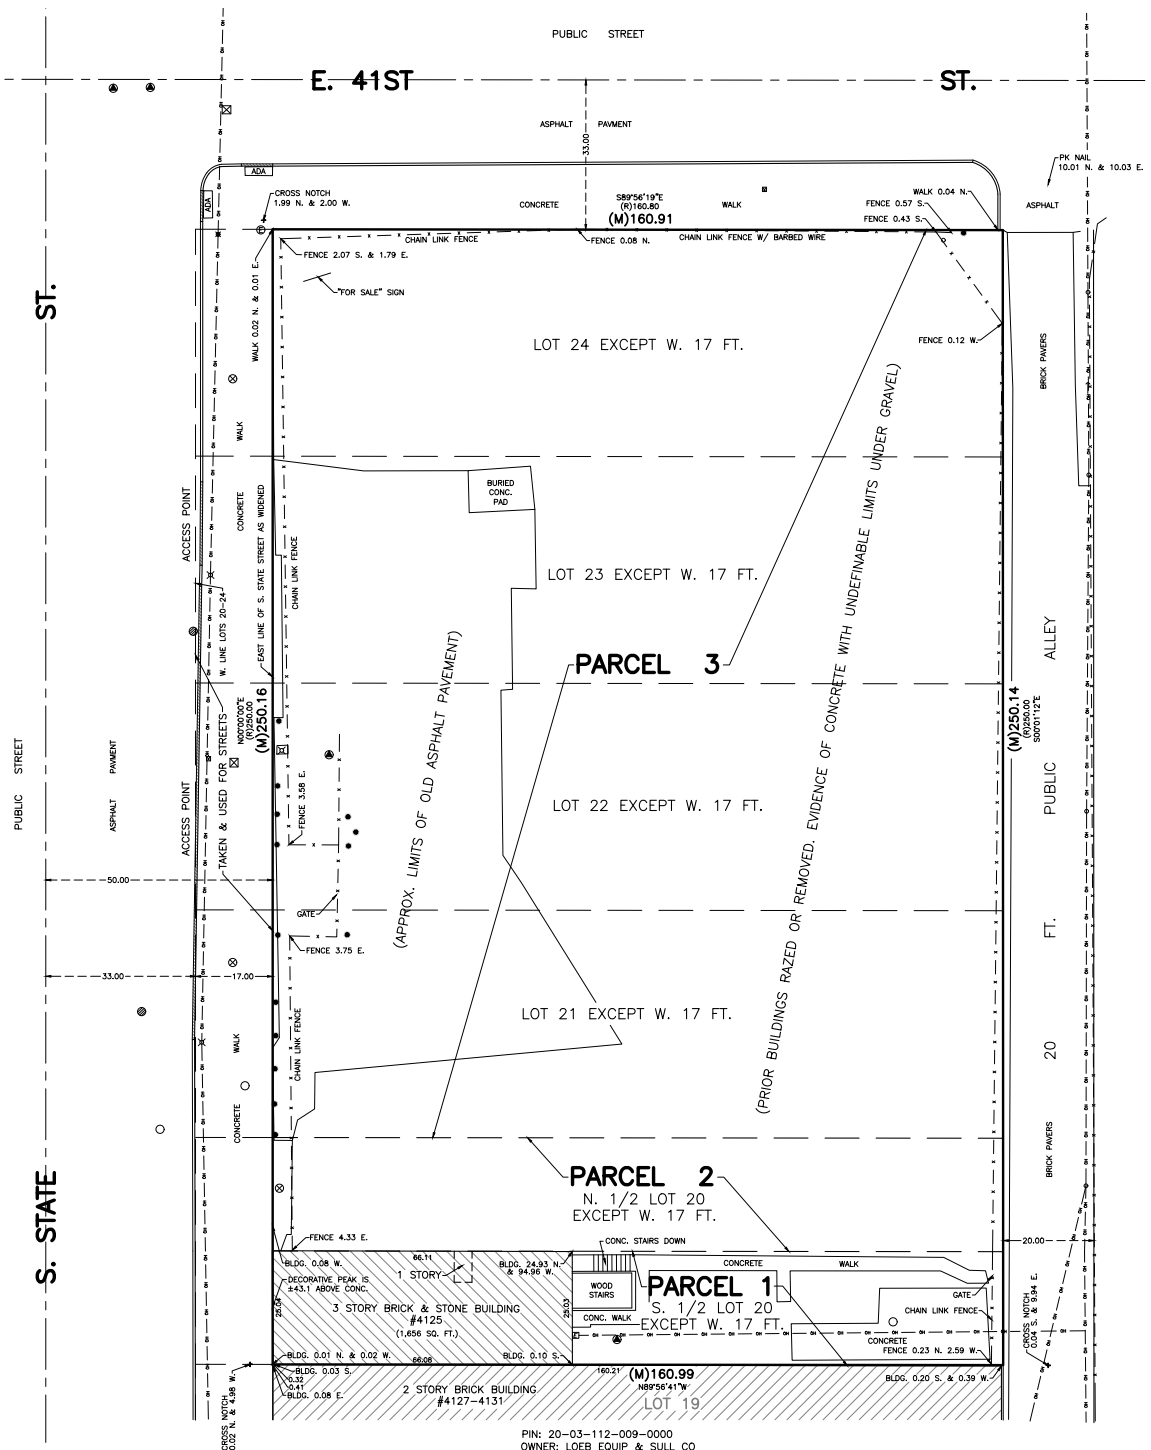 PUBLIC STREET
E. 41ST ST.
ASPHALT PAVMENT
33.00
PK NAIL
10.01 N. & 10.03 E.
ADA
ADA
CROSS NOTCH
1.99 N. & 2.00 W.
S89°56'19"E
(R)160.80
(M)160.91
CONCRETE WALK
WALK 0.04 N.
FENCE 0.57 S.
FENCE 0.43 S.
ASPHALT
CHAIN LINK FENCE
FENCE 0.08 N.
CHAIN LINK FENCE W/ BARBED WIRE
FENCE 2.07 S. & 1.79 E.
"FOR SALE" SIGN
WALK 0.02 N. & 0.01 E.
ST.
LOT 24 EXCEPT W. 17 FT.
FENCE 0.12 W.
BRICK PAVERS
WALK
CONCRETE
ACCESS POINT
EAST LINE OF S. STATE STREET AS WIDENED
CHAIN LINK FENCE
BURIED
CONC.
PAD
LOT 23 EXCEPT W. 17 FT.
W. LINE LOTS 20-24
(PRIOR BUILDINGS RAZED OR REMOVED. EVIDENCE OF CONCRETE WITH UNDEFINABLE LIMITS UNDER GRAVEL)
(APPROX. LIMITS OF OLD ASPHALT PAVEMENT)
PARCEL 3
N00°00'00"E
(R)250.00
(M)250.16
(M)250.14
(R)250.00
S00°01'12"E
TAKEN & USED FOR STREETS
PUBLIC STREET
ASPHALT PAVMENT
ACCESS POINT
FENCE 3.58 E.
LOT 22 EXCEPT W. 17 FT.
20 FT. PUBLIC ALLEY
50.00
GATE
FENCE 3.75 E.
33.00
17.00
LOT 21 EXCEPT W. 17 FT.
WALK
CONCRETE
CHAIN LINK FENCE
BRICK PAVERS
S. STATE
PARCEL 2
N. 1/2 LOT 20
EXCEPT W. 17 FT.
FENCE 4.33 E.
CONC. STAIRS DOWN
20.00
BLDG. 0.08 W.
66.11
1 STORY
BLDG. 24.93 N.
& 94.96 W.
CONCRETE WALK
DECORATIVE PEAK IS
±43.1 ABOVE CONC.
WOOD
STAIRS
PARCEL 1
S. 1/2 LOT 20
EXCEPT W. 17 FT.
GATE
CHAIN LINK FENCE
25.04
3 STORY BRICK & STONE BUILDING
#4125
(1,656 SQ. FT.)
25.03
CONC. WALK
CONCRETE
FENCE 0.23 N. 2.59 W.
CROSS NOTCH
0.04 S. & 9.94 E.
BLDG. 0.01 N. & 0.02 W.
66.06
BLDG. 0.10 S.
BLDG. 0.03 S.
0.32
0.41
BLDG. 0.08 E.
160.21
(M)160.99
N89°56'41"W
BLDG. 0.20 S. & 0.39 W.
CROSS NOTCH
0.02 N. & 4.98 W.
2 STORY BRICK BUILDING
#4127-4131
LOT 19
PIN: 20-03-112-009-0000
OWNER: LOEB EQUIP & SULL CO